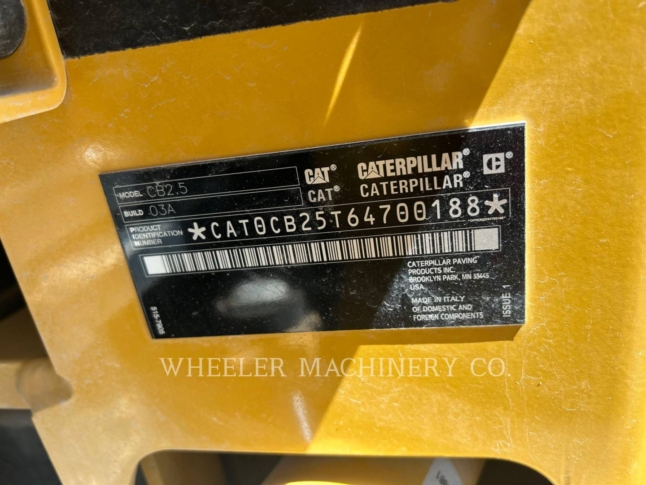 MODEL CB2.5
BUILD 03A
CAT® CATERPILLAR®
CAT® CATERPILLAR®
PRODUCT IDENTIFICATION NUMBER
*CAT0CB25T64700188*
CATERPILLAR PAVING
PRODUCTS INC.
BROOKLYN PARK, MN 55445
USA
MADE IN ITALY
OF DOMESTIC AND
FOREIGN COMPONENTS
ISSUE 1
WHEELER MACHINERY CO.